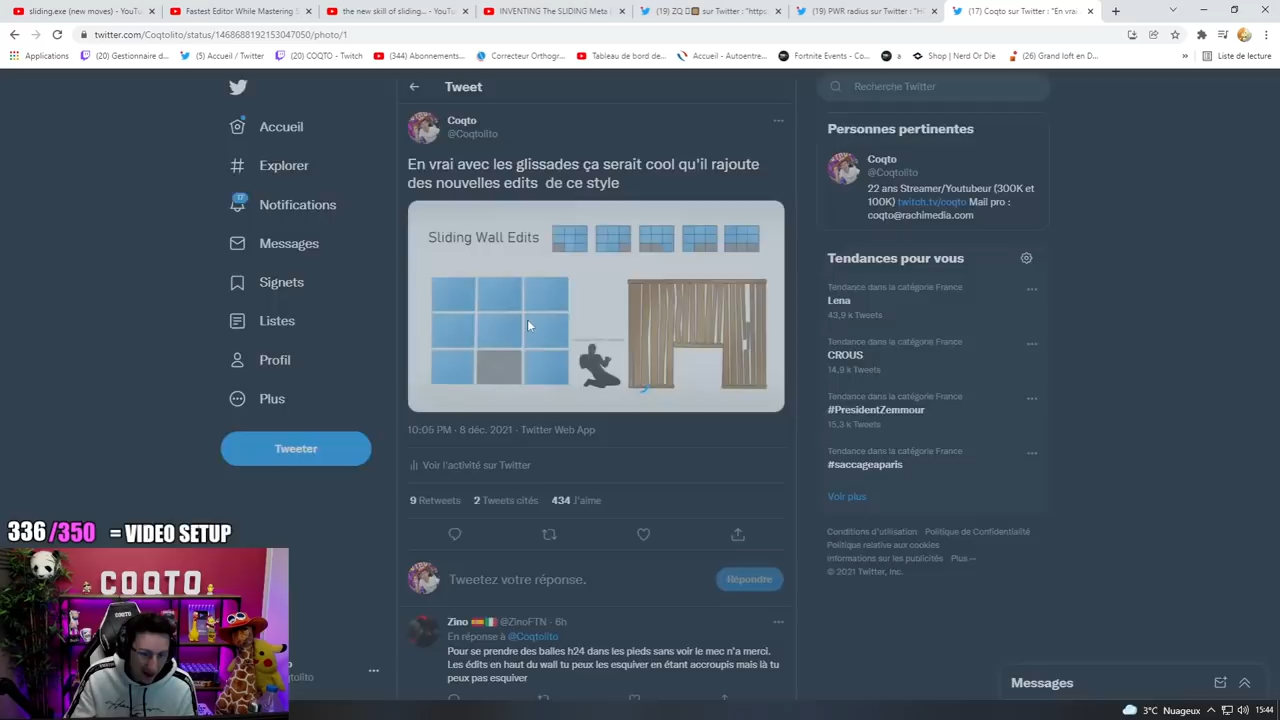 sliding.exe (new moves) - YouTu
Fastest Editor While Mastering S
the new skill of sliding... - YouTu
INVENTING The SLIDING Meta i
(19) ZQ sur Twitter : "https
(19) PWR radius sur Twitter : "HO
(17) Coqto sur Twitter : "En vrai
twitter.com/Coqtolito/status/1468688192153047050/photo/1
Applications
(20) Gestionnaire d...
(5) Accueil / Twitter
(20) COQTO - Twitch
(344) Abonnements...
Correcteur Orthogr...
Tableau de bord de...
Accueil - Autoentre...
Fortnite Events - Co...
a
Shop | Nerd Or Die
(26) Grand loft en D...
»
Liste de lecture
Tweet
Recherche Twitter
Accueil
Explorer
17
Notifications
Messages
Signets
Listes
Profil
Plus
Tweeter
Coqto
@Coqtolito
En vrai avec les glissades ça serait cool qu'il rajoute
des nouvelles edits de ce style
Sliding Wall Edits
10:05 PM · 8 déc. 2021 · Twitter Web App
Voir l'activité sur Twitter
9 Retweets 2 Tweets cités 434 J'aime
Tweetez votre réponse.
Répondre
Zino @ZinoFTN · 6h
En réponse à @Coqtolito
Pour se prendre des balles h24 dans les pieds sans voir le mec n'a merci.
Les édits en haut du wall tu peux les esquiver en étant accroupis mais là tu
peux pas esquiver
Personnes pertinentes
Coqto
@Coqtolito
22 ans Streamer/Youtubeur (300K et
100K) twitch.tv/coqto Mail pro :
coqto@rachimedia.com
Tendances pour vous
Tendance dans la catégorie France
Lena
43,9 k Tweets
Tendance dans la catégorie France
CROUS
14,9 k Tweets
Tendance dans la catégorie France
#PresidentZemmour
15,3 k Tweets
Tendance dans la catégorie France
#saccageaparis
Voir plus
Conditions d'utilisation Politique de Confidentialité
Politique relative aux cookies
Informations sur les publicités Plus
© 2021 Twitter, Inc.
336/350 = VIDEO SETUP
COQTO
tolito
Messages
3°C Nuageux
15:44